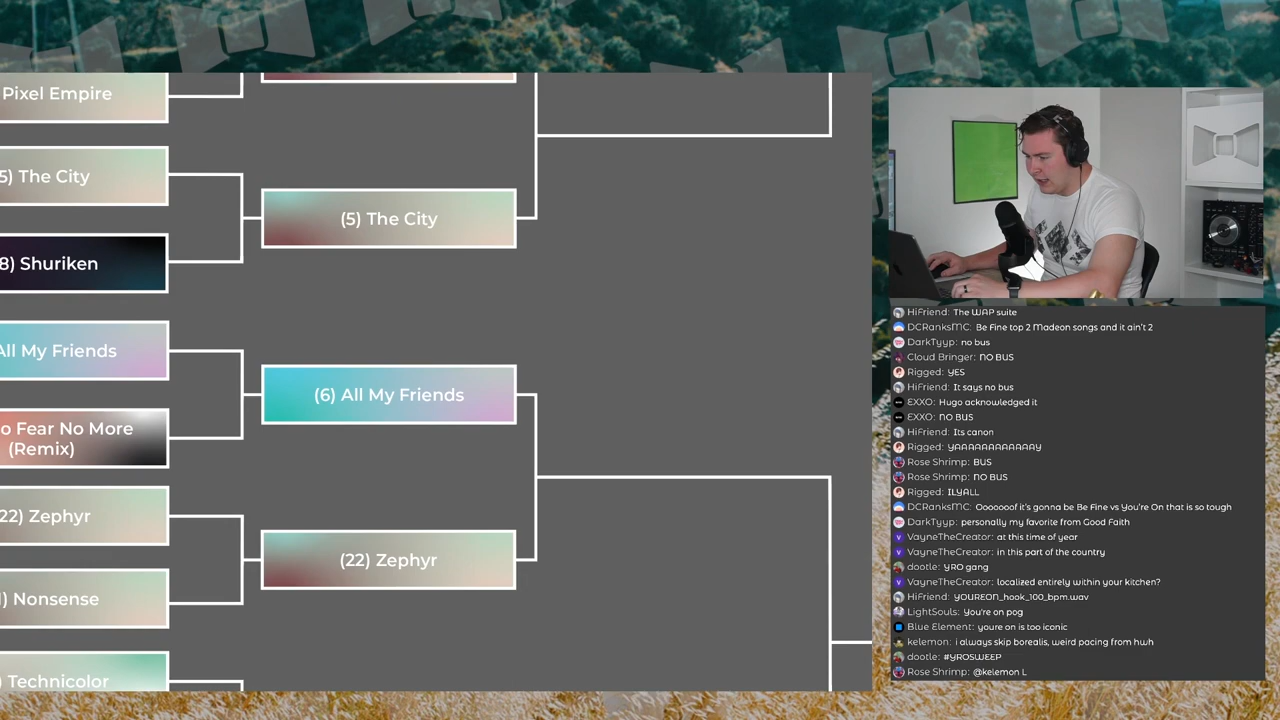 Pixel Empire
5) The City
8) Shuriken
All My Friends
o Fear No More
(Remix)
22) Zephyr
) Nonsense
) Technicolor
(5) The City
(6) All My Friends
(22) Zephyr
HiFriend: The WAP suite
DCRanksMC: Be Fine top 2 Madeon songs and it ain't 2
DarkTyyp: no bus
Cloud Bringer: NO BUS
Rigged: YES
HiFriend: It says no bus
EXXO: Hugo acknowledged it
EXXO: NO BUS
HiFriend: Its canon
Rigged: YAAAAAAAAAAAAY
Rose Shrimp: BUS
Rose Shrimp: NO BUS
Rigged: ILYALL
DCRanksMC: Ooooooof it's gonna be Be Fine vs You're On that is so tough
DarkTyyp: personally my favorite from Good Faith
VayneTheCreator: at this time of year
VayneTheCreator: in this part of the country
dootle: YRO gang
VayneTheCreator: localized entirely within your kitchen?
HiFriend: YOUREON_hook_100_bpm.wav
LightSouls: You're on pog
Blue Element: youre on is too iconic
kelemon: i always skip borealis, weird pacing from hwh
dootle: #YROSWEEP
Rose Shrimp: @kelemon L